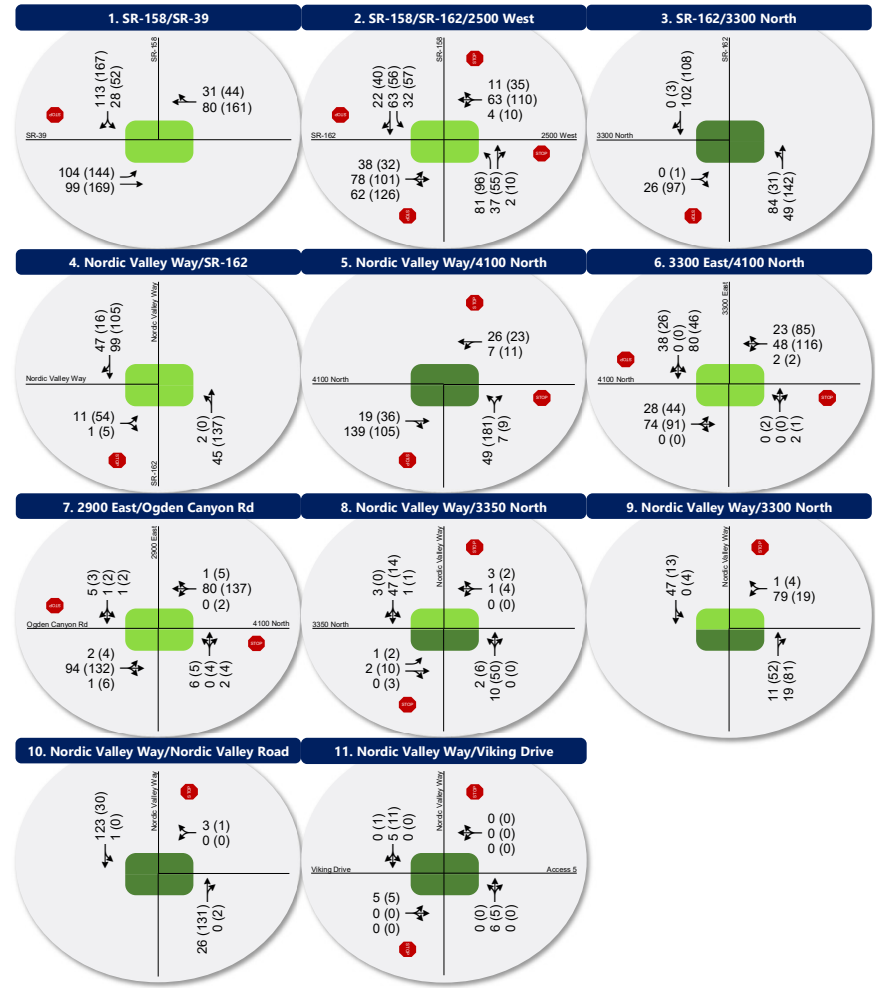 1. SR-158/SR-39
SR-158
113 (167)
28 (52)
31 (44)
80 (161)
STOP
SR-39
104 (144)
99 (169)
2. SR-158/SR-162/2500 West
SR-158
STOP
22 (40)
63 (56)
32 (57)
11 (35)
63 (110)
4 (10)
STOP
SR-162
2500 West
STOP
38 (32)
78 (101)
62 (126)
81 (96)
37 (55)
2 (10)
STOP
3. SR-162/3300 North
SR-162
0 (3)
102 (108)
3300 North
0 (1)
26 (97)
84 (31)
49 (142)
STOP
4. Nordic Valley Way/SR-162
Nordic Valley Way
47 (16)
99 (105)
Nordic Valley Way
11 (54)
1 (5)
2 (0)
45 (137)
STOP
SR-162
5. Nordic Valley Way/4100 North
STOP
26 (23)
7 (11)
4100 North
STOP
19 (36)
139 (105)
49 (181)
7 (9)
STOP
6. 3300 East/4100 North
3300 East
38 (26)
0 (0)
80 (46)
23 (85)
48 (116)
2 (2)
STOP
4100 North
STOP
28 (44)
74 (91)
0 (0)
0 (2)
0 (0)
2 (1)
7. 2900 East/Ogden Canyon Rd
2900 East
5 (3)
1 (2)
1 (2)
1 (5)
80 (137)
0 (2)
STOP
Ogden Canyon Rd
4100 North
STOP
2 (4)
94 (132)
1 (6)
6 (5)
0 (4)
2 (4)
8. Nordic Valley Way/3350 North
Nordic Valley Way
STOP
3 (0)
47 (14)
1 (1)
3 (2)
1 (4)
0 (0)
3350 North
1 (2)
2 (10)
0 (3)
2 (6)
10 (50)
0 (0)
STOP
9. Nordic Valley Way/3300 North
Nordic Valley Way
STOP
47 (13)
0 (4)
1 (4)
79 (19)
11 (52)
19 (81)
10. Nordic Valley Way/Nordic Valley Road
Nordic Valley Way
STOP
123 (30)
1 (0)
3 (1)
0 (0)
26 (131)
0 (2)
11. Nordic Valley Way/Viking Drive
Nordic Valley Way
STOP
0 (1)
5 (11)
0 (0)
0 (0)
0 (0)
0 (0)
Viking Drive
Access 5
5 (5)
0 (0)
0 (0)
0 (0)
6 (5)
0 (0)
STOP